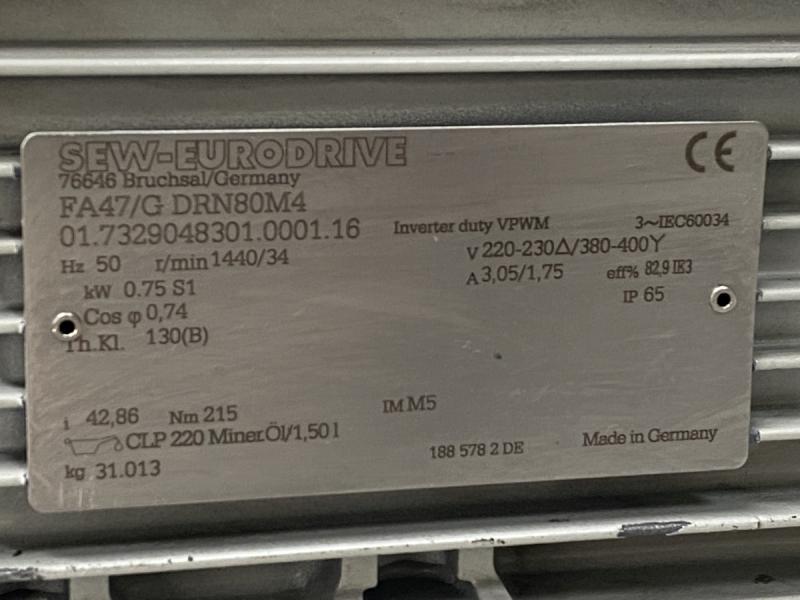 SEW-EURODRIVE CE
76646 Bruchsal/Germany
FA47/G DRN80M4
01.7329048301.0001.16 Inverter duty VPWM 3~IEC60034
Hz 50 r/min 1440/34 V 220-230Δ/380-400Y
kW 0.75 S1 A 3,05/1,75 eff% 82,9 IE3
Cos φ 0,74 IP 65
Th.Kl. 130(B)
i 42,86 Nm 215 IM M5
CLP 220 Miner.Öl/1,50 l 188 578 2 DE Made in Germany
kg 31.013